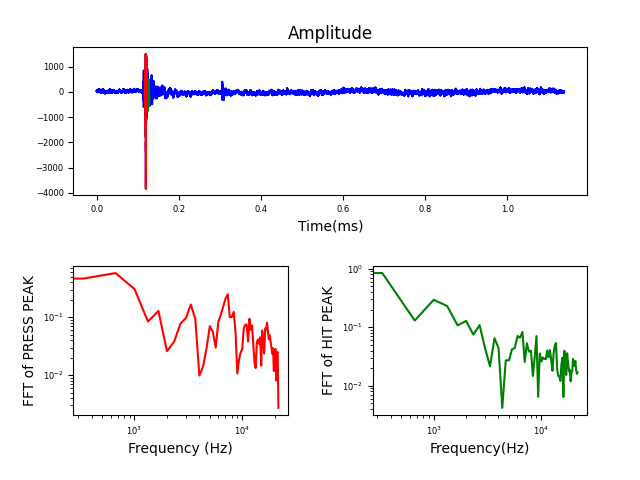 Amplitude
1000
0
−1000
−2000
−3000
−4000
0.0 0.2 0.4 0.6 0.8 1.0
Time(ms)
FFT of PRESS PEAK
10⁻¹
10⁻²
10³ 10⁴
Frequency (Hz)
FFT of HIT PEAK
10⁰
10⁻¹
10⁻²
10³ 10⁴
Frequency(Hz)